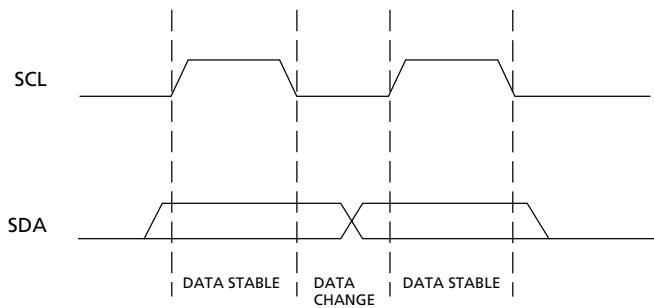 SCL
SDA
DATA STABLE
DATA
CHANGE
DATA STABLE